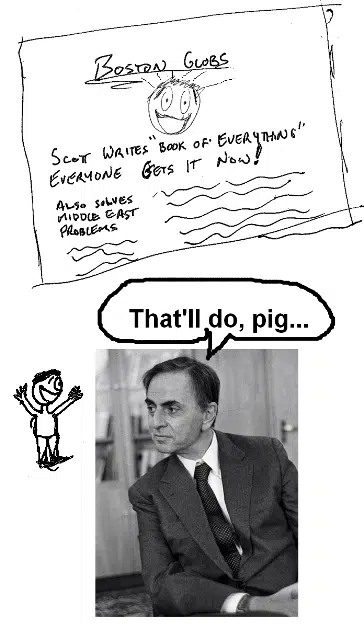 BOSTON GLOBS
SCOTT WRITES "BOOK OF EVERYTHING"
EVERYONE GETS IT NOW!
ALSO SOLVES
MIDDLE EAST
PROBLEMS
That'll do, pig...